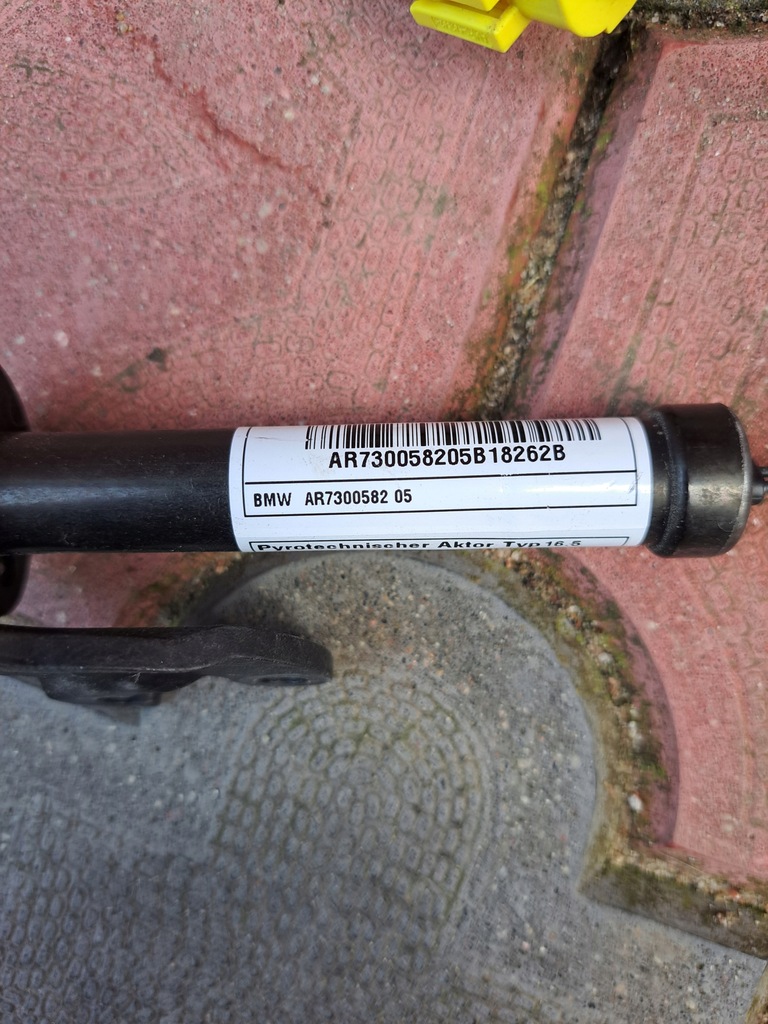 AR730058205B18262B
BMW AR7300582 05
Pyrotechnischer Aktor Typ 16.5